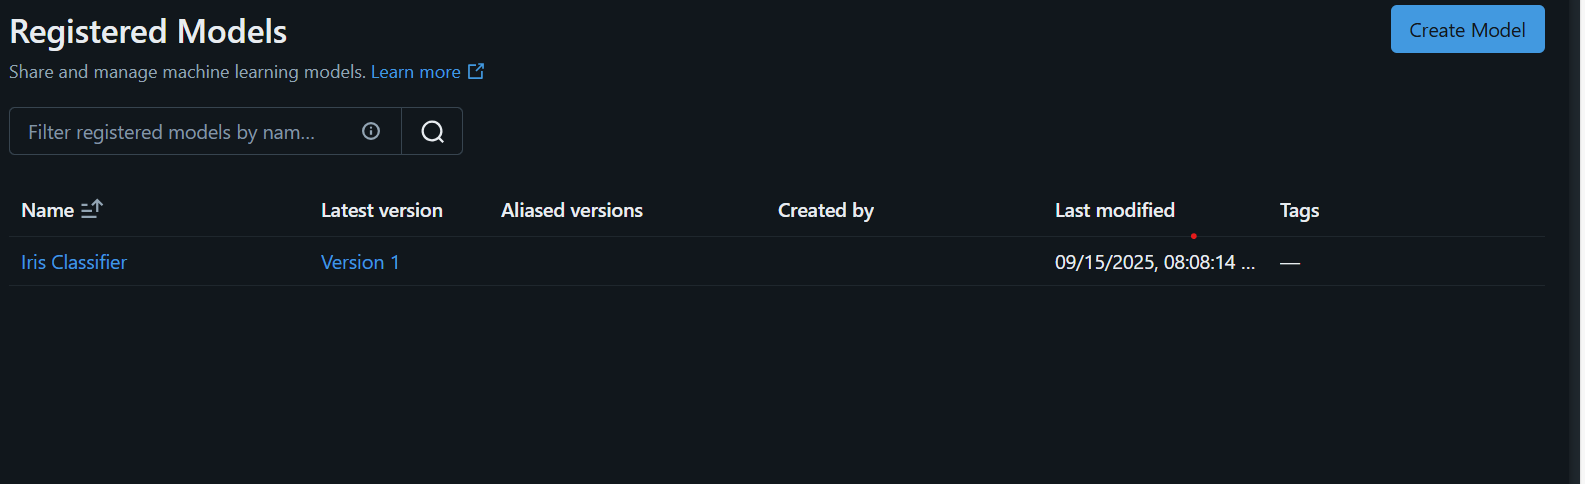 Registered Models
Create Model
Share and manage machine learning models. Learn more
Filter registered models by nam...
Name Latest version Aliased versions Created by Last modified Tags
Iris Classifier Version 1 09/15/2025, 08:08:14 ... —